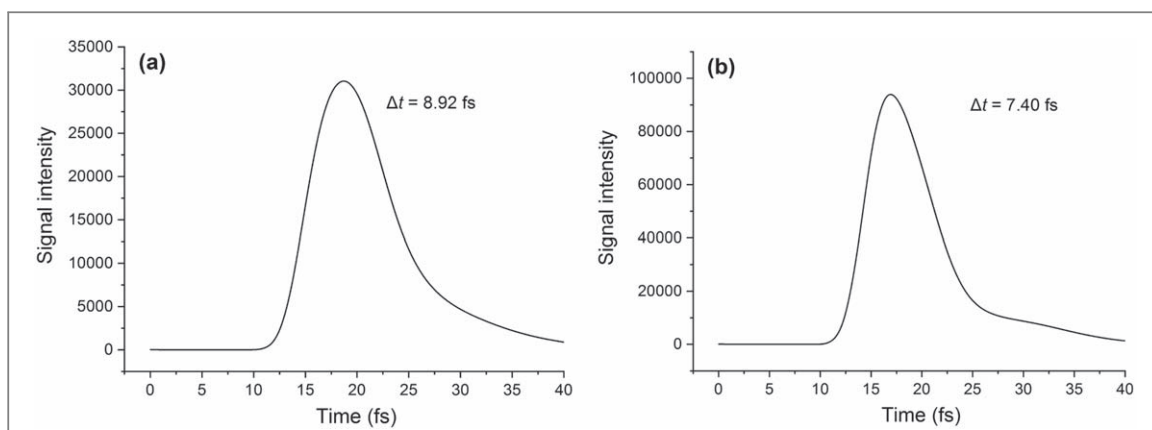 (a)
Δt = 8.92 fs
35000
30000
25000
20000
15000
10000
5000
0
Signal intensity
0 5 10 15 20 25 30 35 40
Time (fs)
(b)
Δt = 7.40 fs
100000
80000
60000
40000
20000
0
Signal intensity
0 5 10 15 20 25 30 35 40
Time (fs)